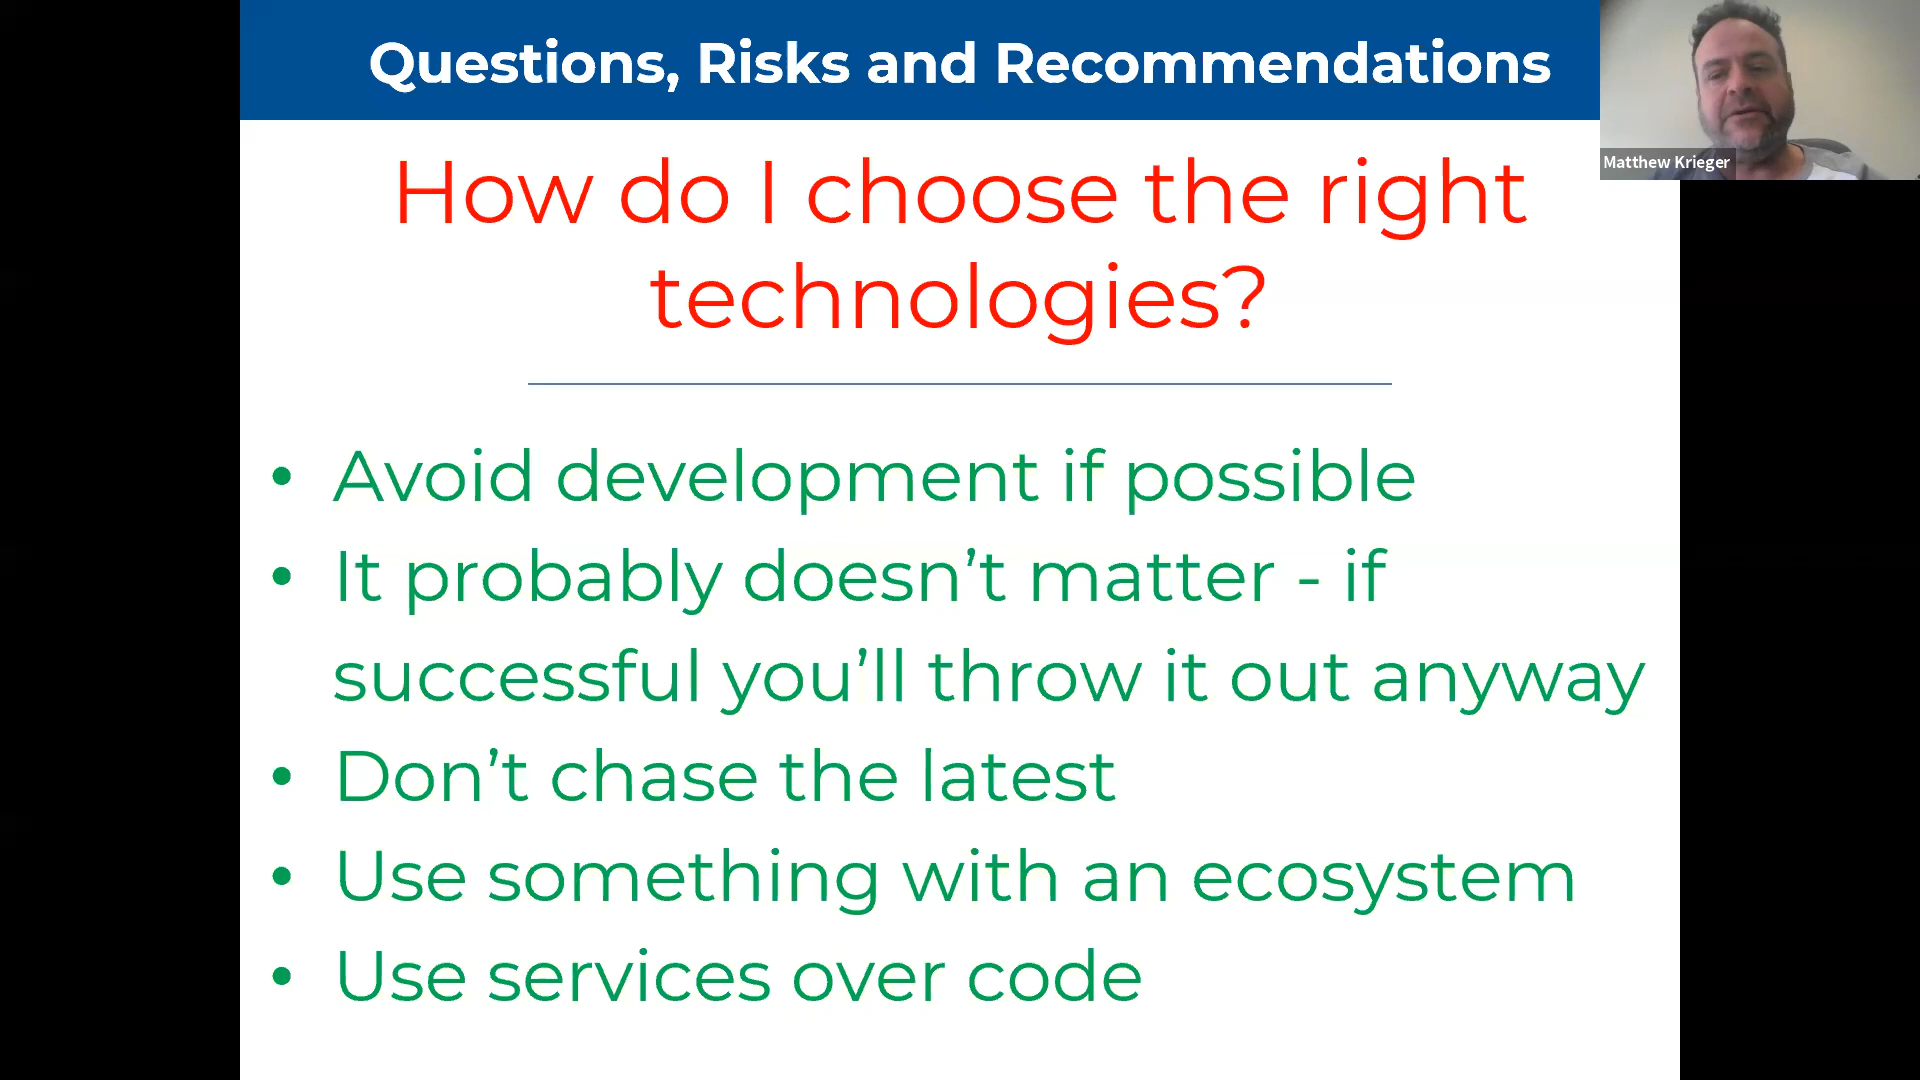 Questions, Risks and Recommendations
Matthew Krieger
How do I choose the right
technologies?
• Avoid development if possible
• It probably doesn’t matter - if
successful you’ll throw it out anyway
• Don’t chase the latest
• Use something with an ecosystem
• Use services over code